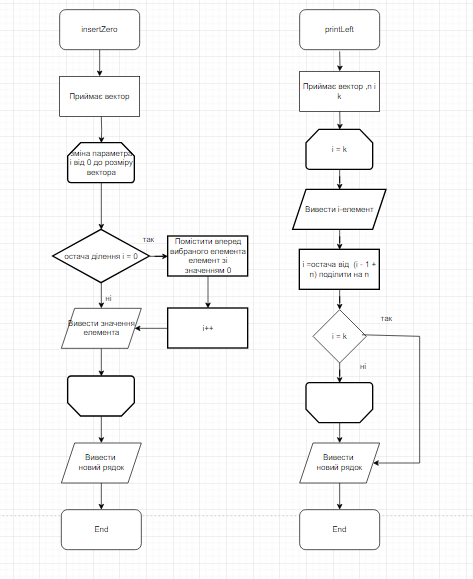 insertZero
Приймає вектор
зміна параметра
і від 0 до розміру
вектора
остача ділення і = 0
так
Помістити вперед
вибраного елемента
елемент зі
значенням 0
i++
ні
Вивести значення
елемента
Вивести
новий рядок
End
printLeft
Приймає вектор ,n і
k
i = k
Вивести і-елемент
і =остача від (i - 1 +
n) поділити на n
i = k
так
ні
Вивести
новий рядок
End